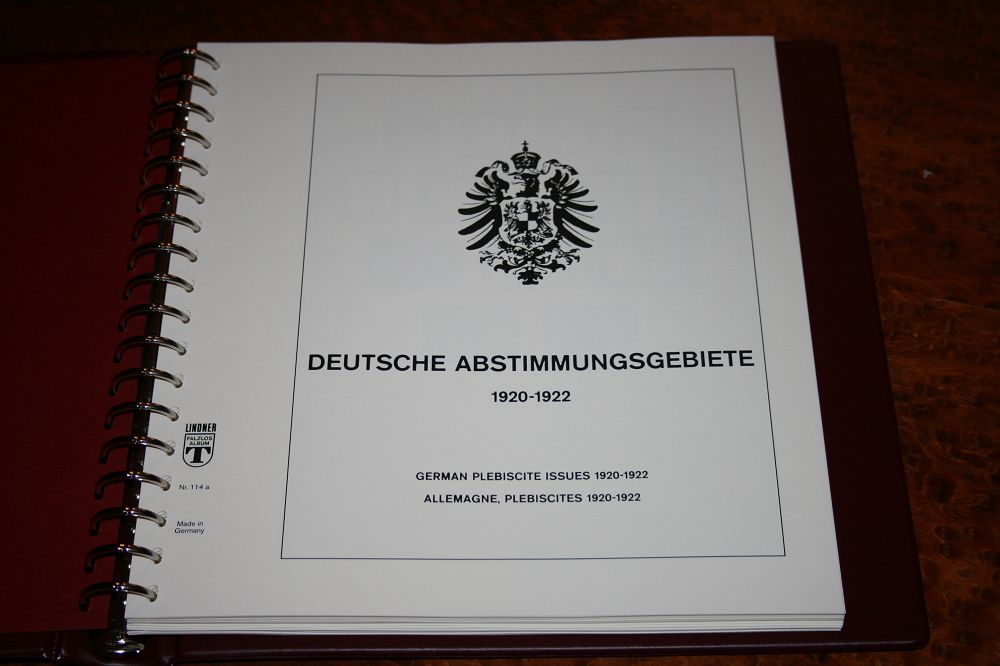 DEUTSCHE ABSTIMMUNGSGEBIETE
1920-1922
LINDNER
FALZLOS
ALBUM
T
Nr. 114 a
Made in
Germany
GERMAN PLEBISCITE ISSUES 1920-1922
ALLEMAGNE, PLEBISCITES 1920-1922